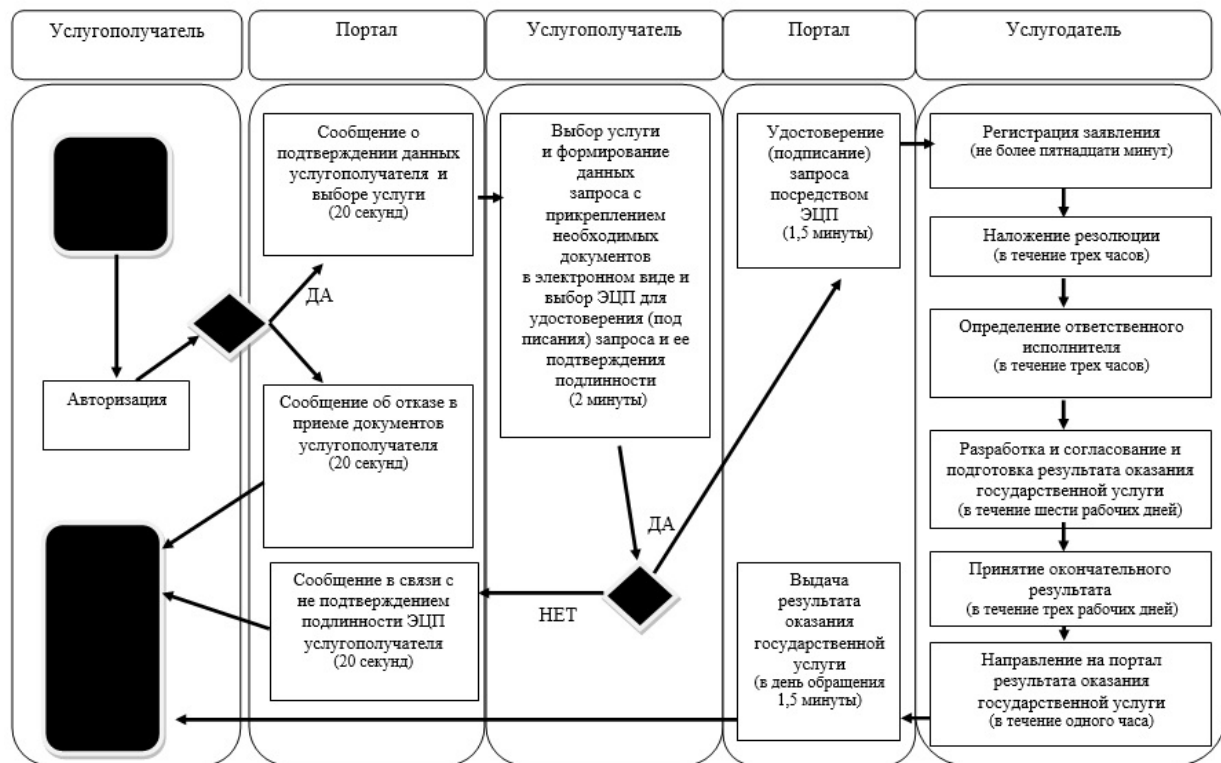 Услугополучатель
Портал
Услугополучатель
Портал
Услугодатель
Авторизация
ДА
Сообщение о
подтверждении данных
услугополучателя и
выборе услуги
(20 секунд)
Сообщение об отказе в
приеме документов
услугополучателя
(20 секунд)
Сообщение в связи с
не подтверждением
подлинности ЭЦП
услугополучателя
(20 секунд)
Выбор услуги
и формирование
данных
запроса с
прикреплением
необходимых
документов
в электронном виде и
выбор ЭЦП для
удостоверения (под
писания) запроса и ее
подтверждения
подлинности
(2 минуты)
ДА
НЕТ
Удостоверение
(подписание)
запроса
посредством
ЭЦП
(1,5 минуты)
Выдача
результата
оказания
государственной
услуги
(в день обращения
1,5 минуты)
Регистрация заявления
(не более пятнадцати минут)
Наложение резолюции
(в течение трех часов)
Определение ответственного
исполнителя
(в течение трех часов)
Разработка и согласование и
подготовка результата оказания
государственной услуги
(в течение шести рабочих дней)
Принятие окончательного
результата
(в течение трех рабочих дней)
Направление на портал
результата оказания
государственной услуги
(в течение одного часа)